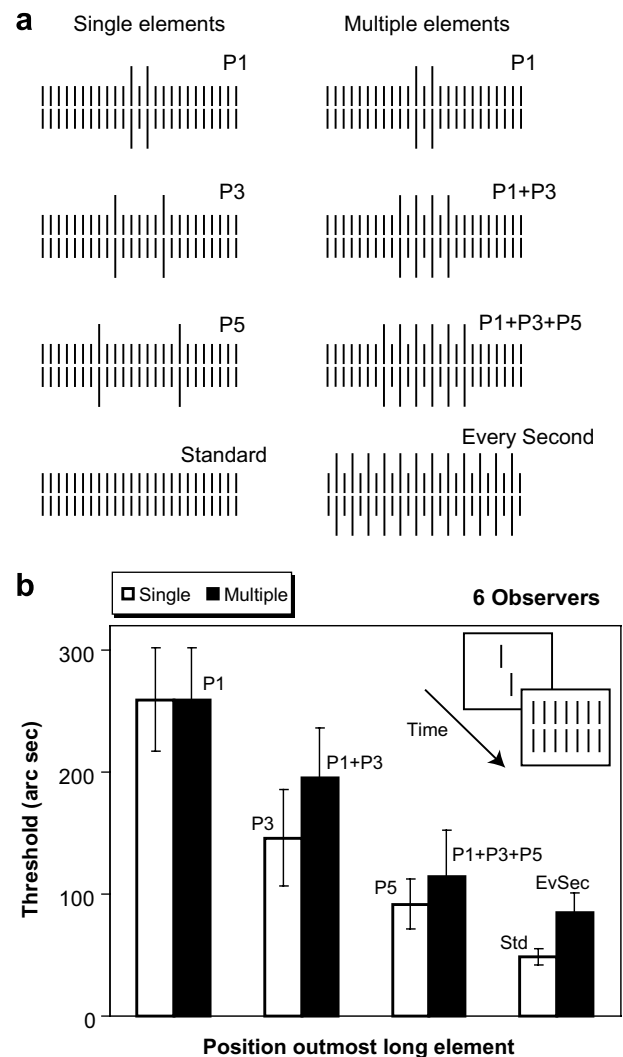 a
Single elements
Multiple elements
P1
P1
P3
P1+P3
P5
P1+P3+P5
Standard
Every Second
b
Single Multiple
6 Observers
300
200
100
0
Threshold (arc sec)
P1
Time
P3
P1+P3
P5
P1+P3+P5
Std
EvSec
Position outmost long element